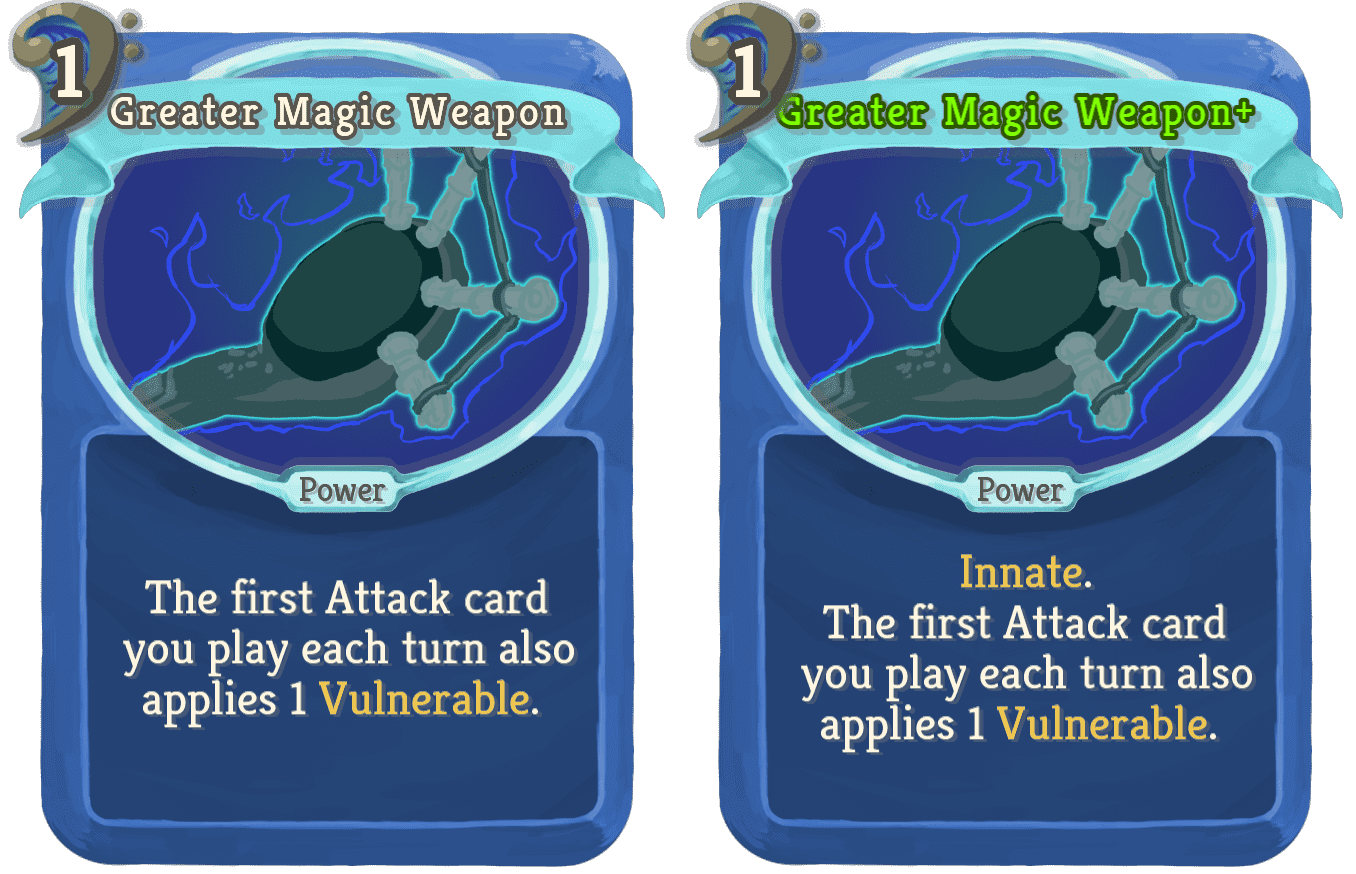 1
Greater Magic Weapon
Power
The first Attack card
you play each turn also
applies 1 Vulnerable.
1
Greater Magic Weapon+
Power
Innate.
The first Attack card
you play each turn also
applies 1 Vulnerable.